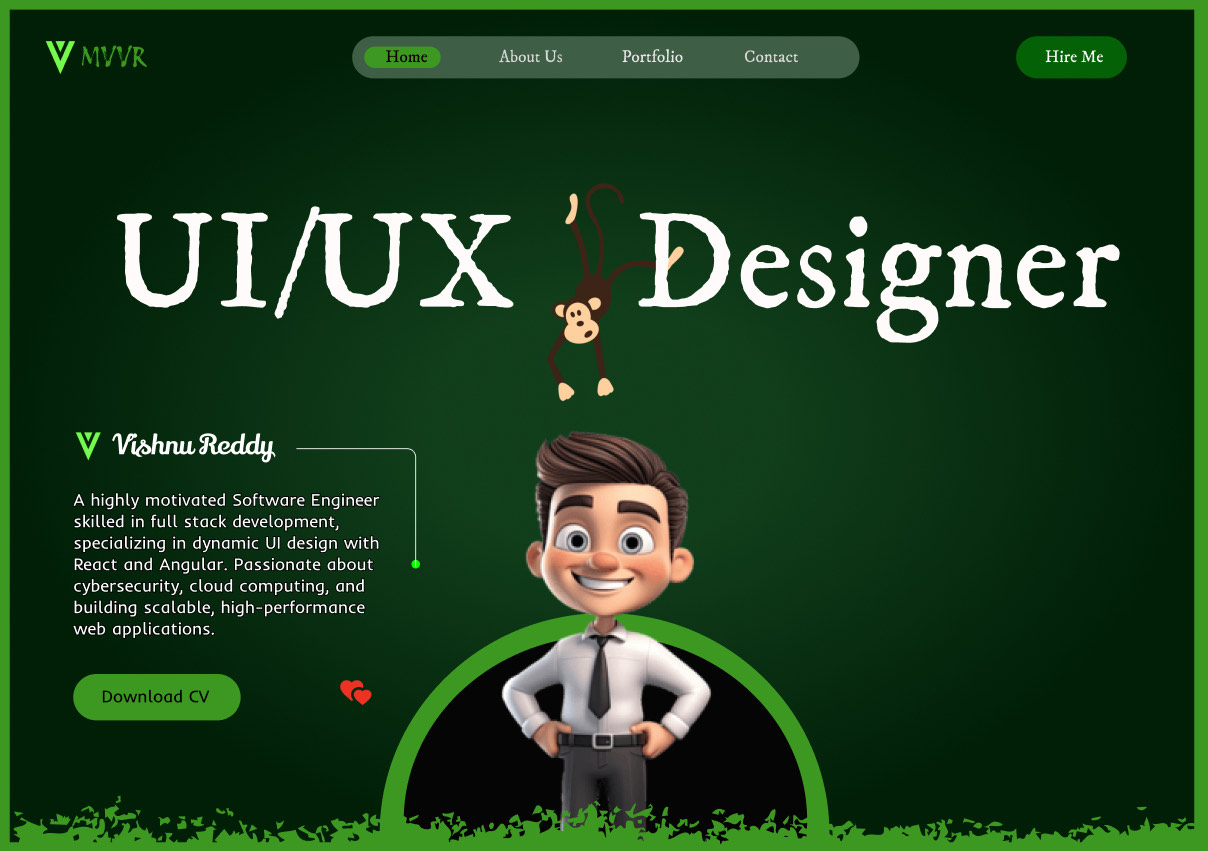 MVVR
Home
About Us
Portfolio
Contact
Hire Me
UI/UX Designer
Vishnu Reddy
A highly motivated Software Engineer
skilled in full stack development,
specializing in dynamic UI design with
React and Angular. Passionate about
cybersecurity, cloud computing, and
building scalable, high-performance
web applications.
Download CV